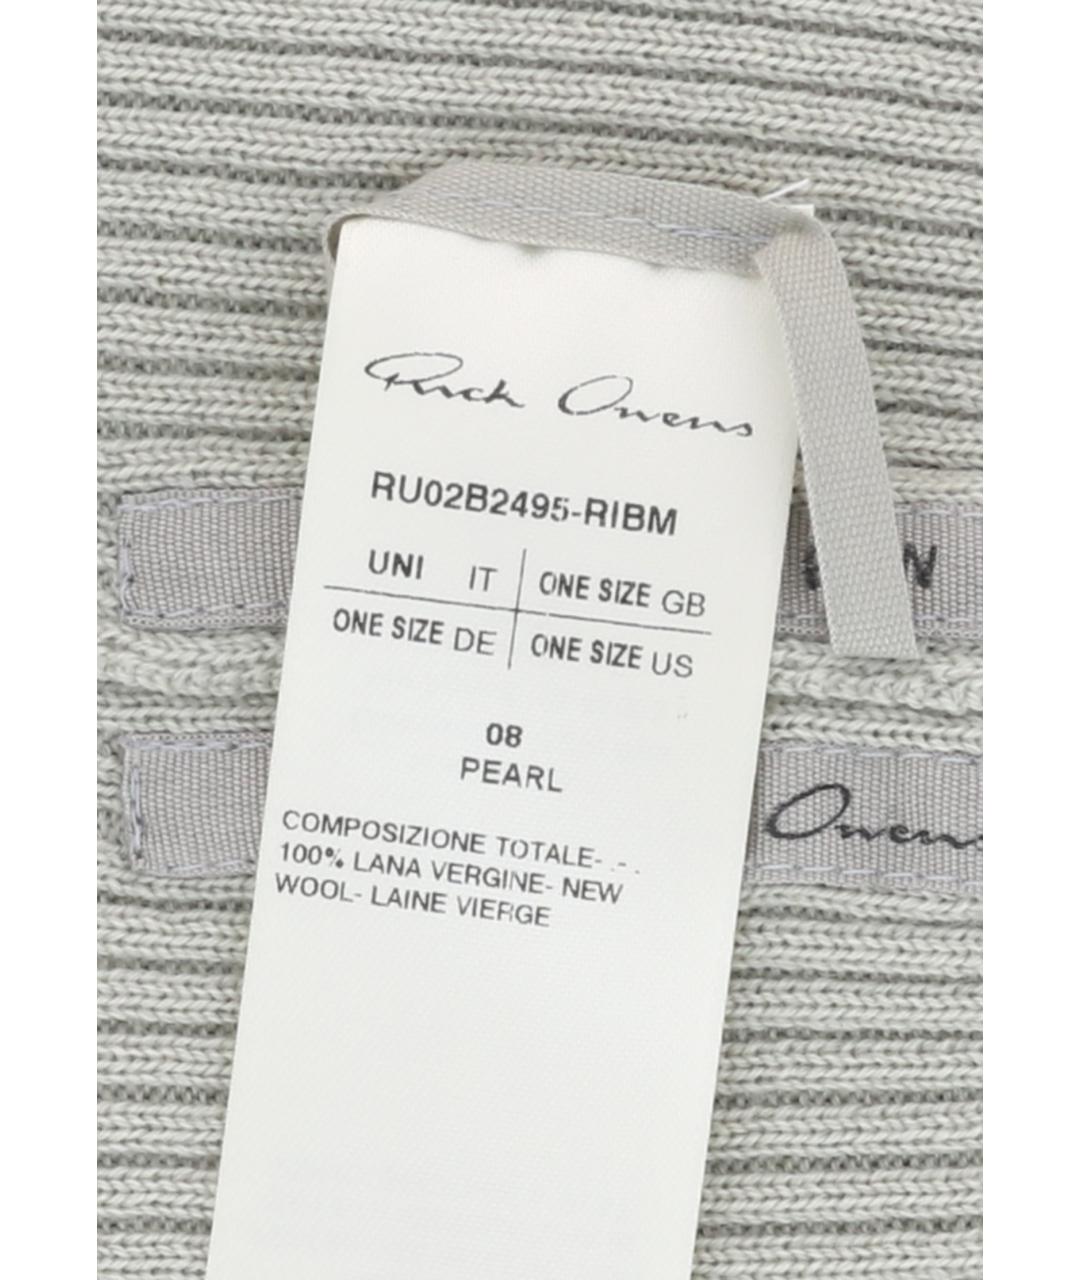 Rick Owens
RU02B2495-RIBM
UNI IT ONE SIZE GB
ONE SIZE DE ONE SIZE US
08
PEARL
COMPOSIZIONE TOTALE- .-.
100% LANA VERGINE- NEW
WOOL- LAINE VIERGE
Owens